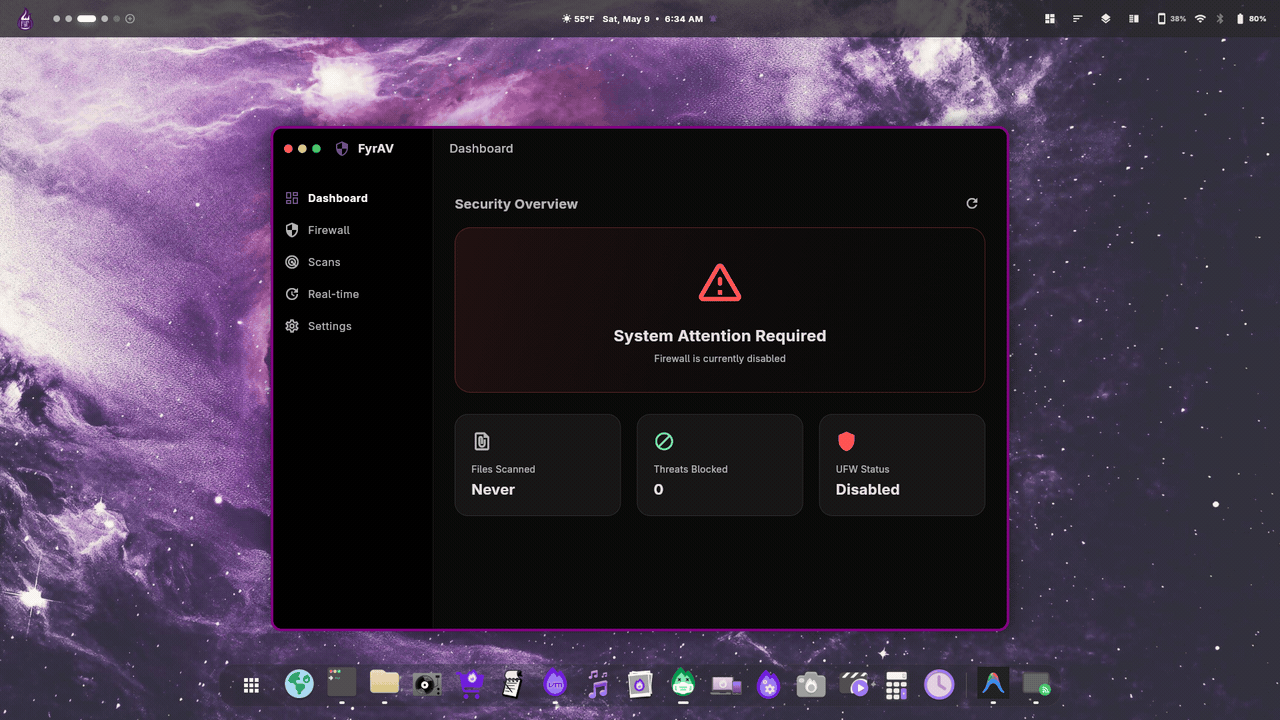 55°F Sat, May 9 • 6:34 AM
38%
80%
FyrAV
Dashboard
Dashboard
Firewall
Scans
Real-time
Settings
Security Overview
System Attention Required
Firewall is currently disabled
Files Scanned
Never
Threats Blocked
0
UFW Status
Disabled
vm